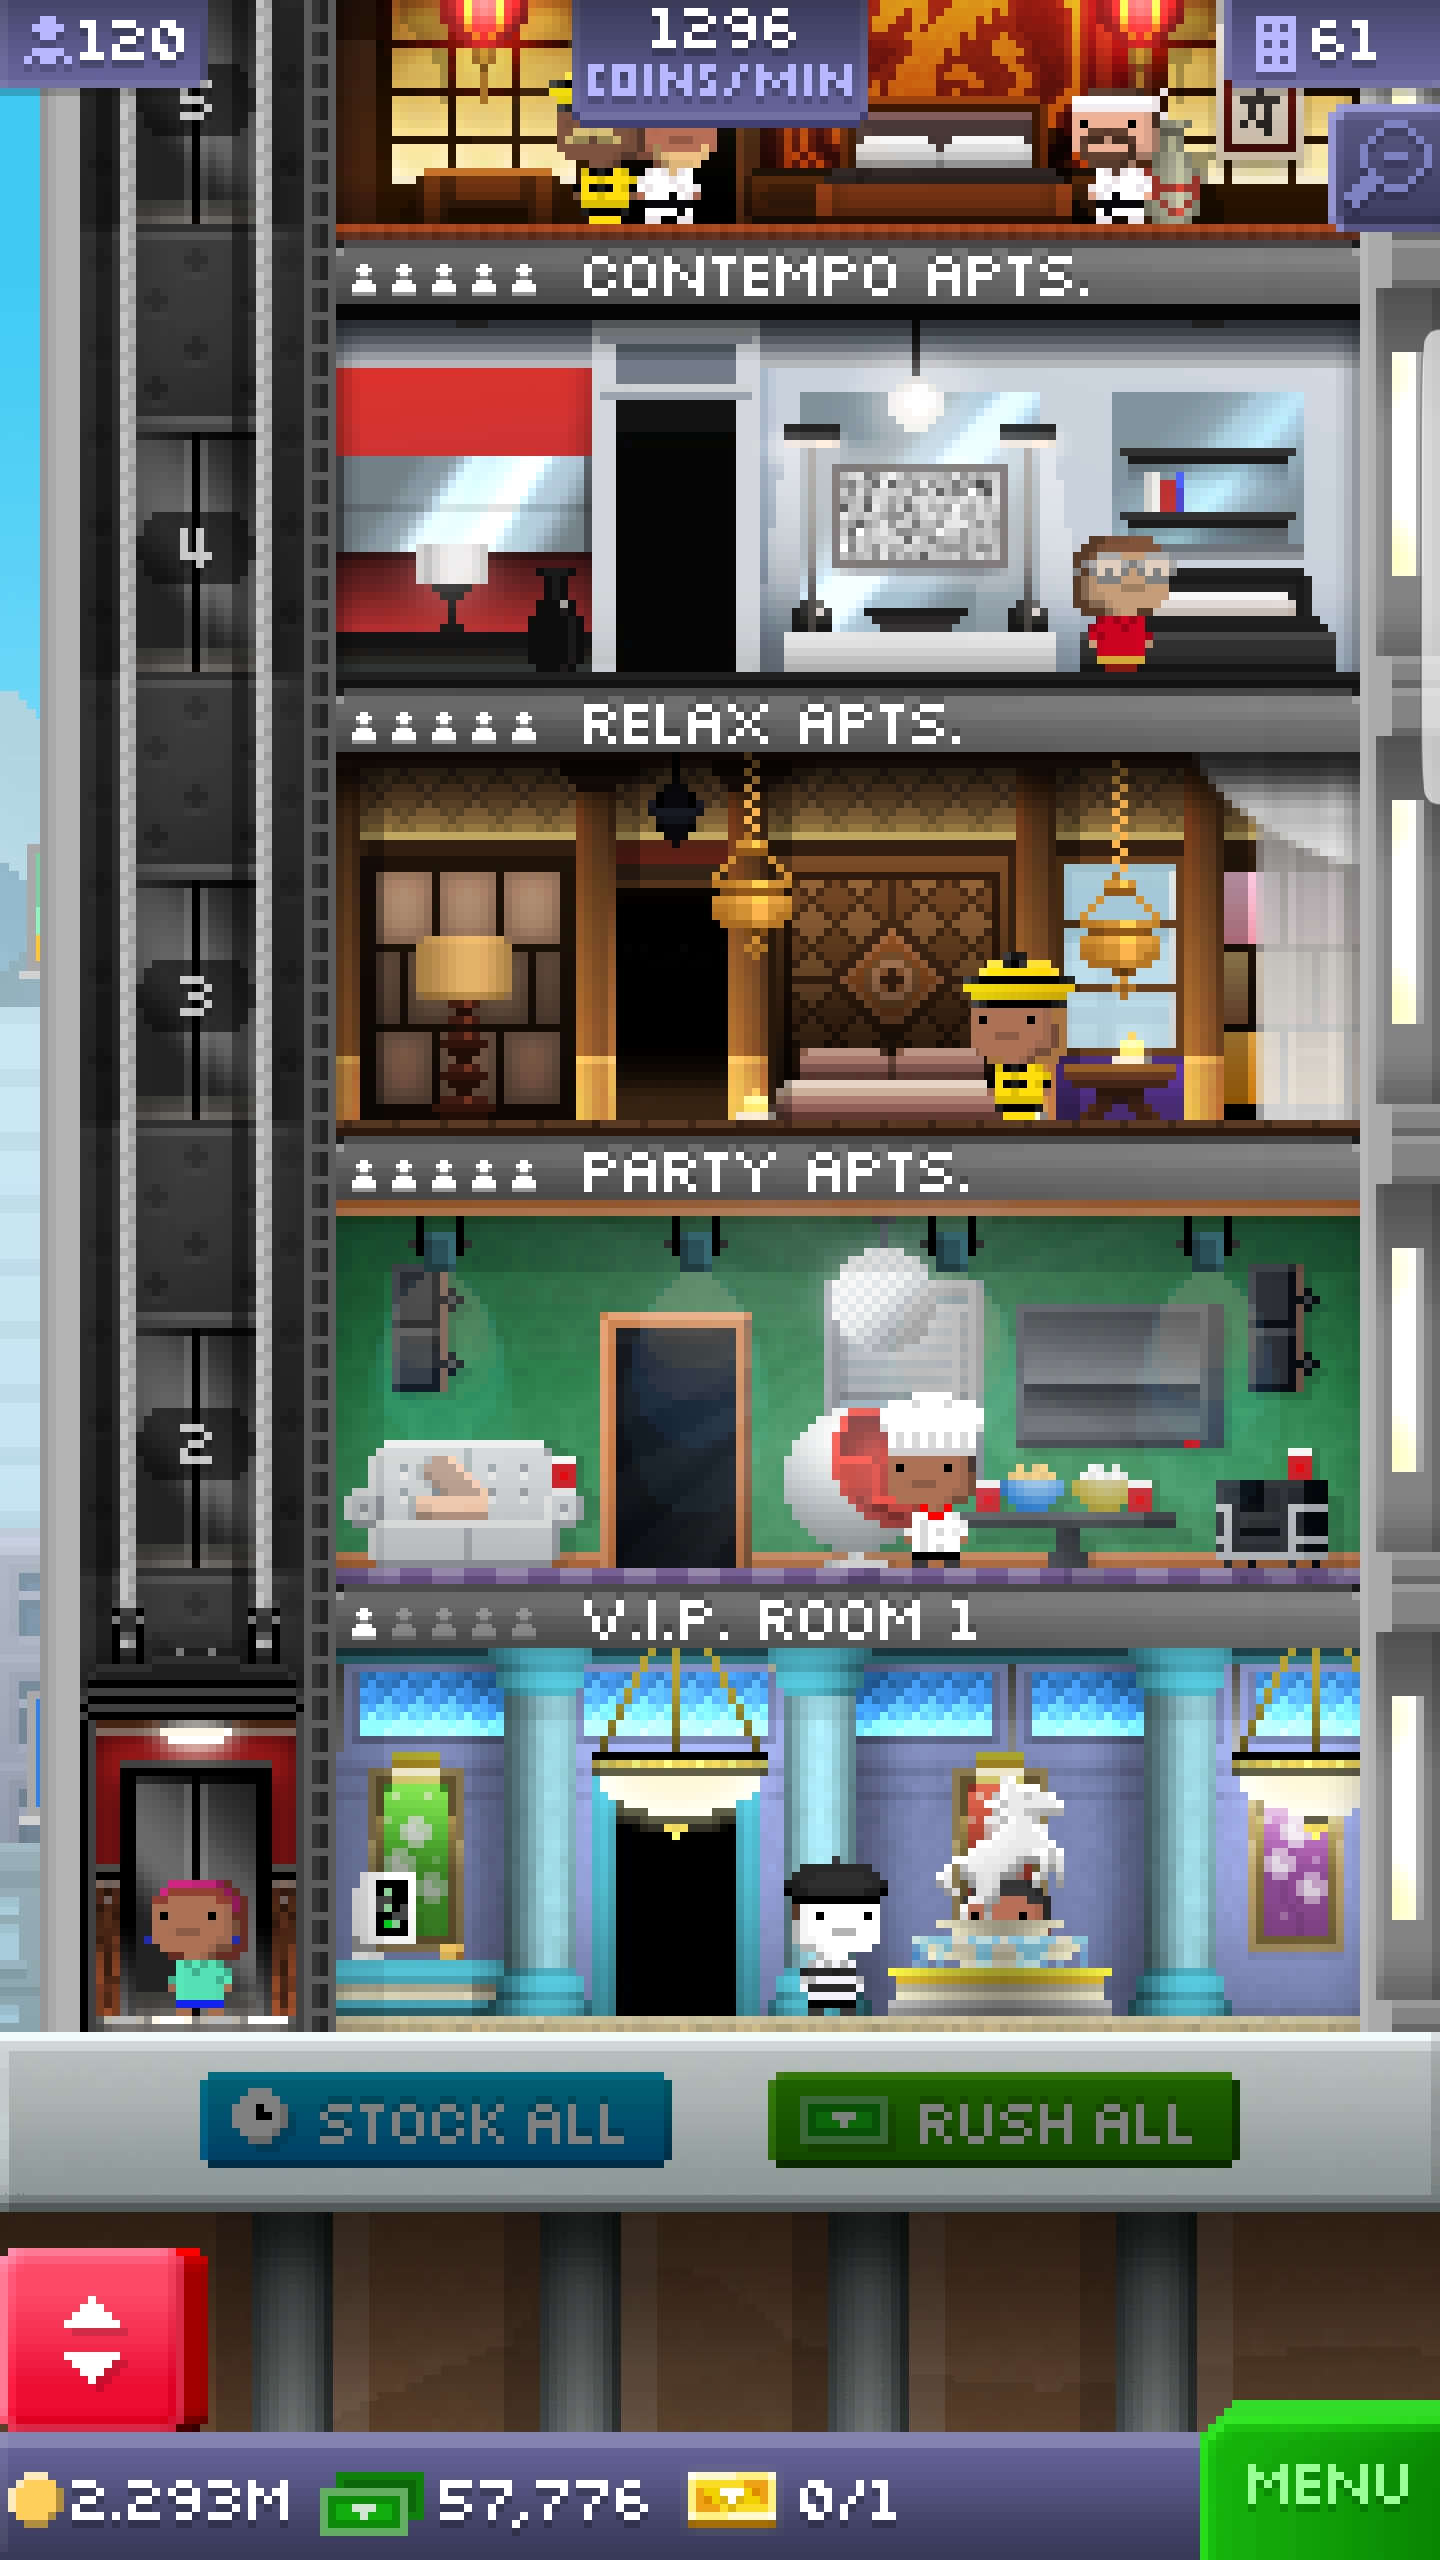 120
1296
COINS/MIN
61
5
CONTEMPO APTS.
4
RELAX APTS.
3
PARTY APTS.
2
V.I.P. ROOM 1
STOCK ALL
RUSH ALL
2.293M
57,776
0/1
MENU